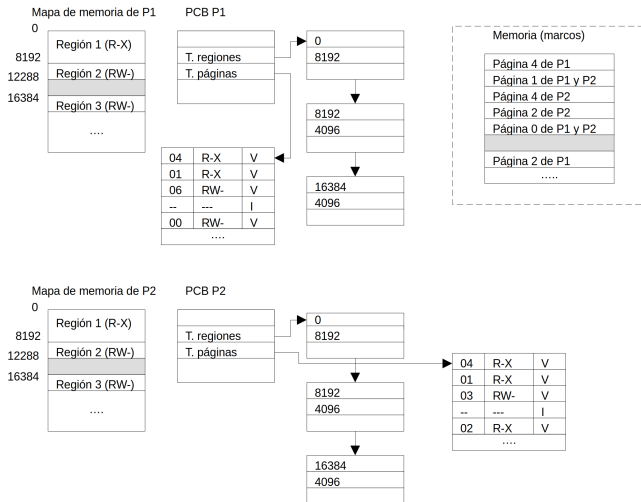 Mapa de memoria de P1
0
Región 1 (R-X)
8192
Región 2 (RW-)
12288
16384
Región 3 (RW-)
....
PCB P1
T. regiones
T. páginas
0
8192
8192
4096
16384
4096
04 R-X V
01 R-X V
06 RW- V
-- --- I
00 RW- V
....
Memoria (marcos)
Página 4 de P1
Página 1 de P1 y P2
Página 4 de P2
Página 2 de P2
Página 0 de P1 y P2
Página 2 de P1
.....
Mapa de memoria de P2
0
Región 1 (R-X)
8192
Región 2 (RW-)
12288
16384
Región 3 (RW-)
....
PCB P2
T. regiones
T. páginas
0
8192
8192
4096
16384
4096
04 R-X V
01 R-X V
03 RW- V
-- --- I
02 R-X V
....